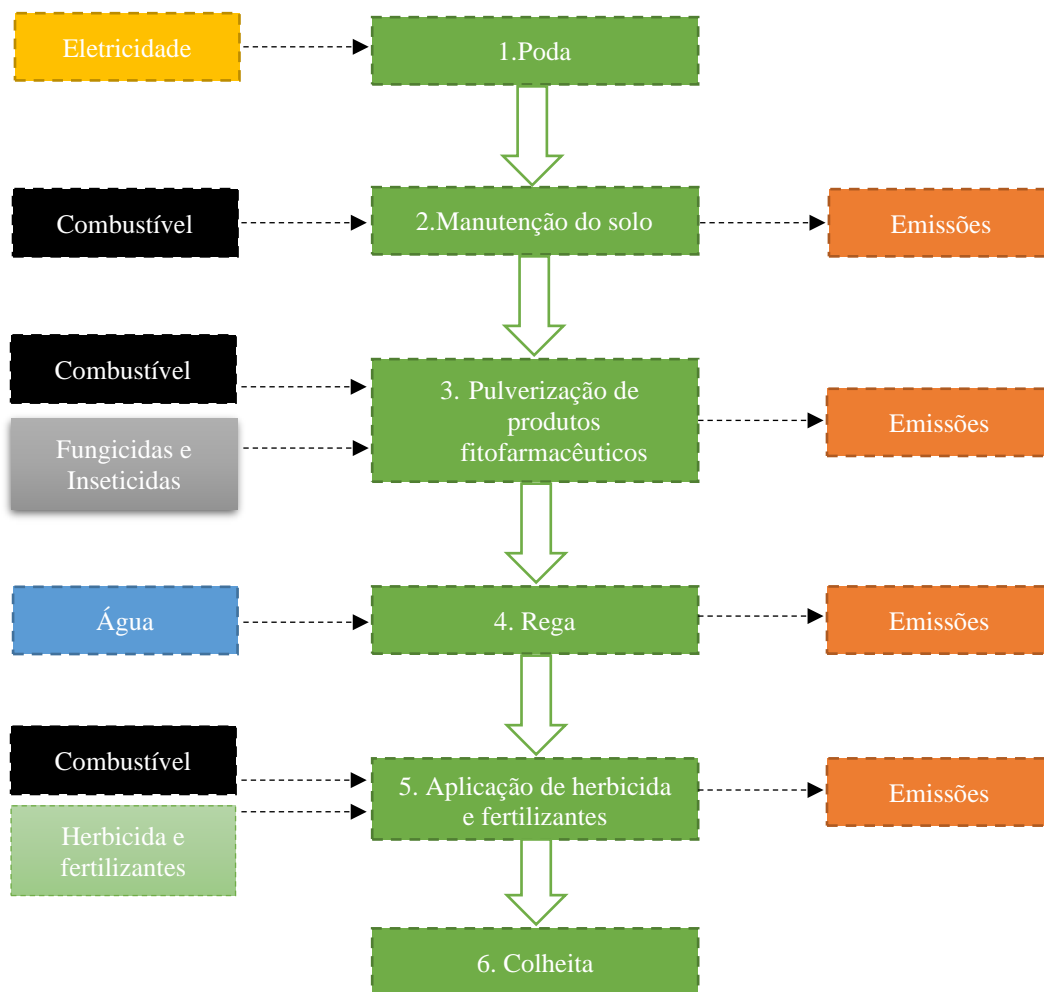 Eletricidade
1.Poda
Combustível
2.Manutenção do solo
Emissões
Combustível
Fungicidas e
Inseticidas
3. Pulverização de
produtos
fitofarmacêuticos
Emissões
Água
4. Rega
Emissões
Combustível
Herbicida e
fertilizantes
5. Aplicação de herbicida
e fertilizantes
Emissões
6. Colheita